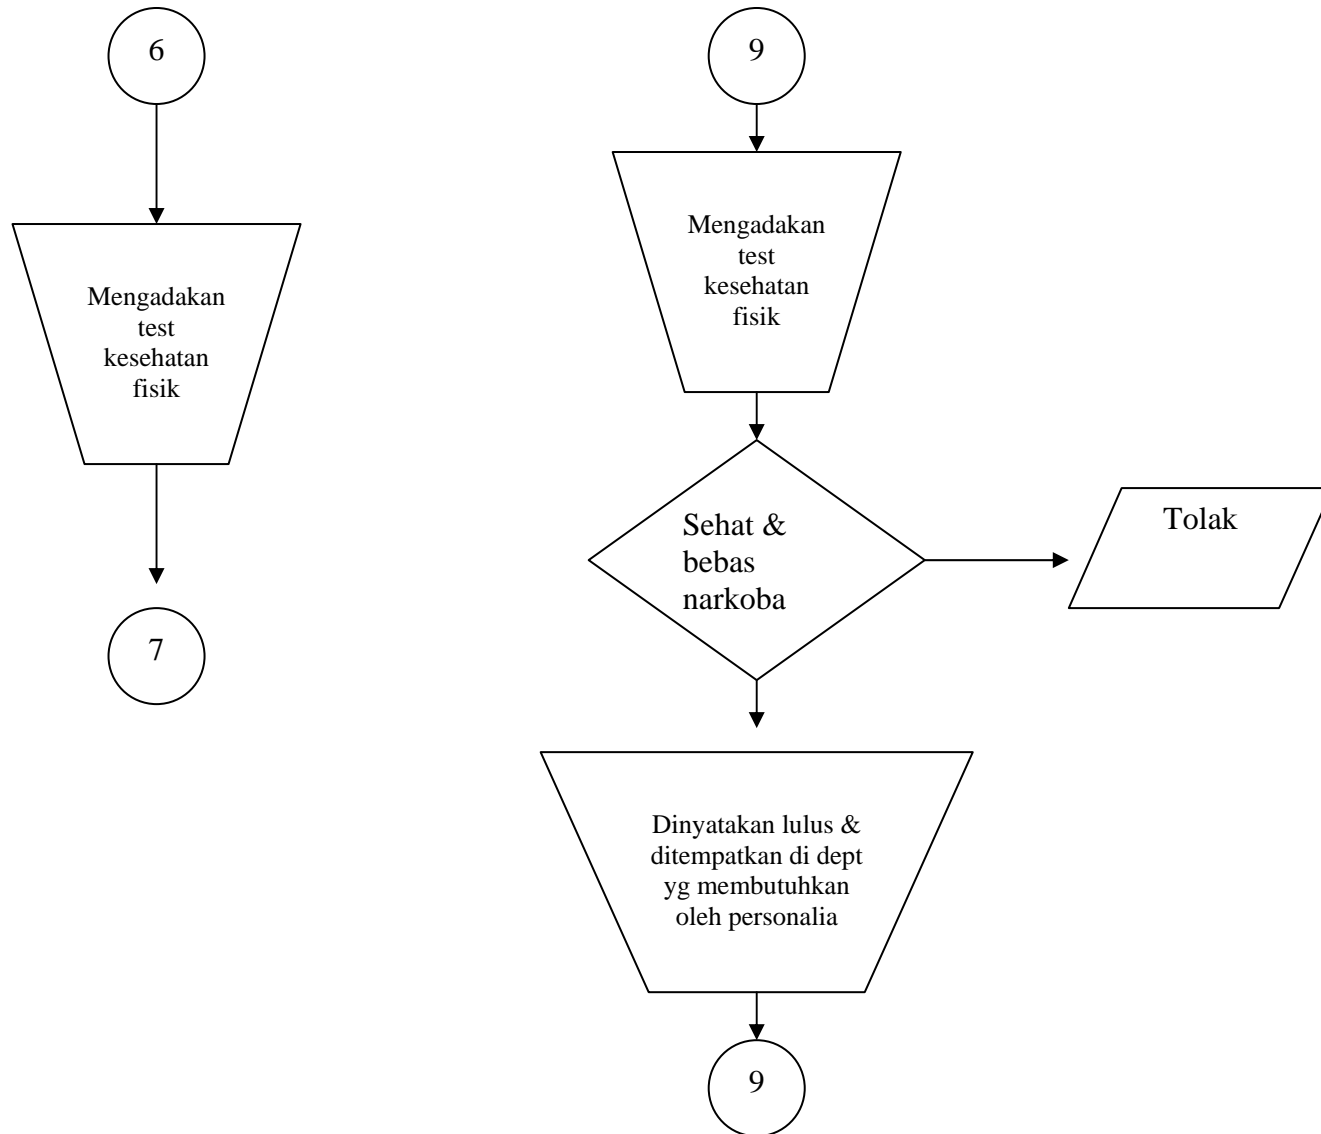 6
Mengadakan
test
kesehatan
fisik
7
9
Mengadakan
test
kesehatan
fisik
Sehat &
bebas
narkoba
Tolak
Dinyatakan lulus &
ditempatkan di dept
yg membutuhkan
oleh personalia
9